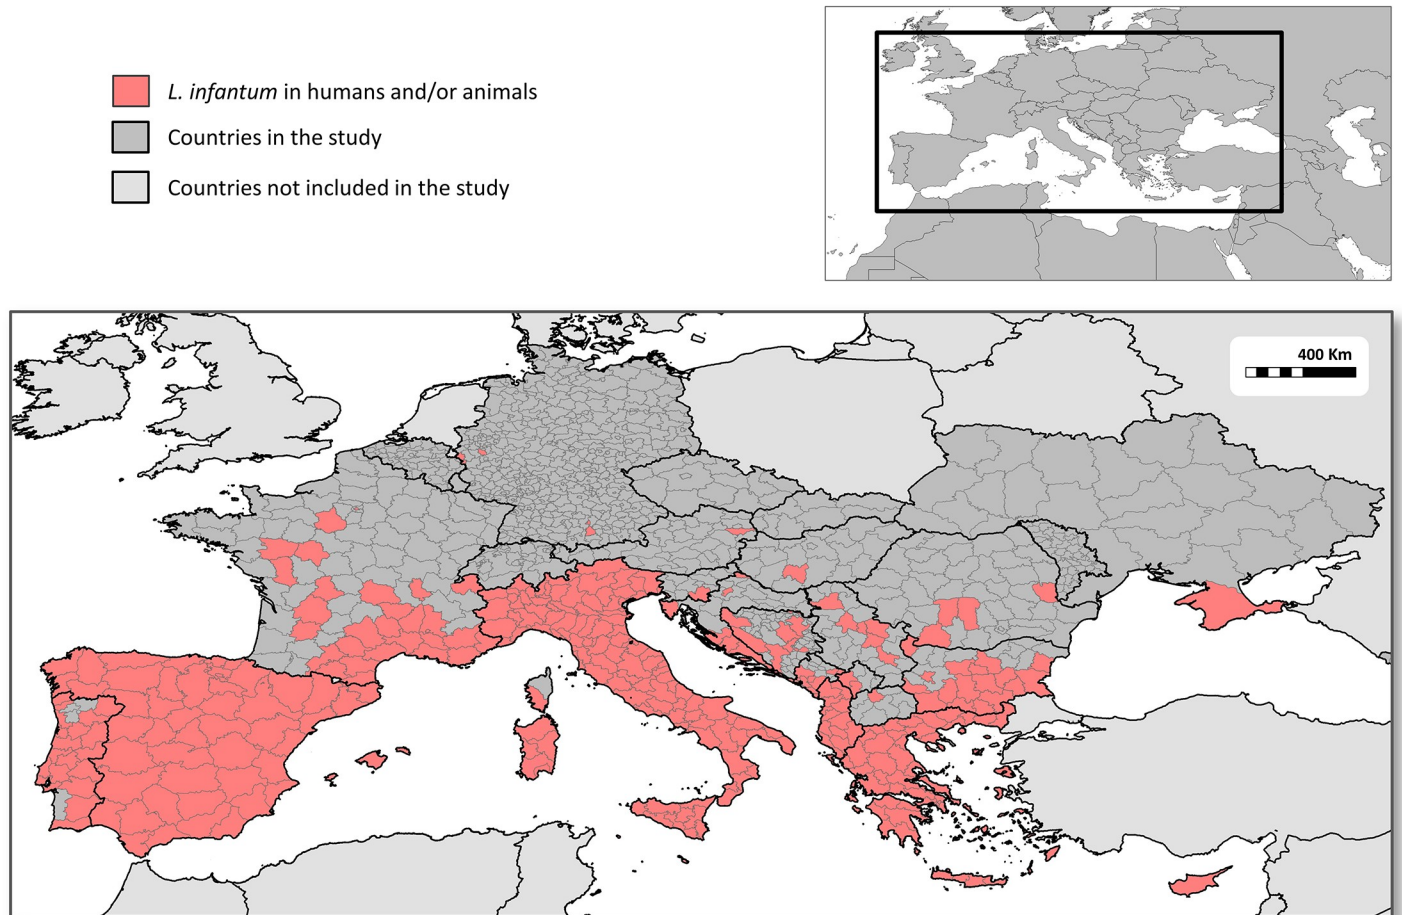 L. infantum in humans and/or animals
Countries in the study
Countries not included in the study
400 Km